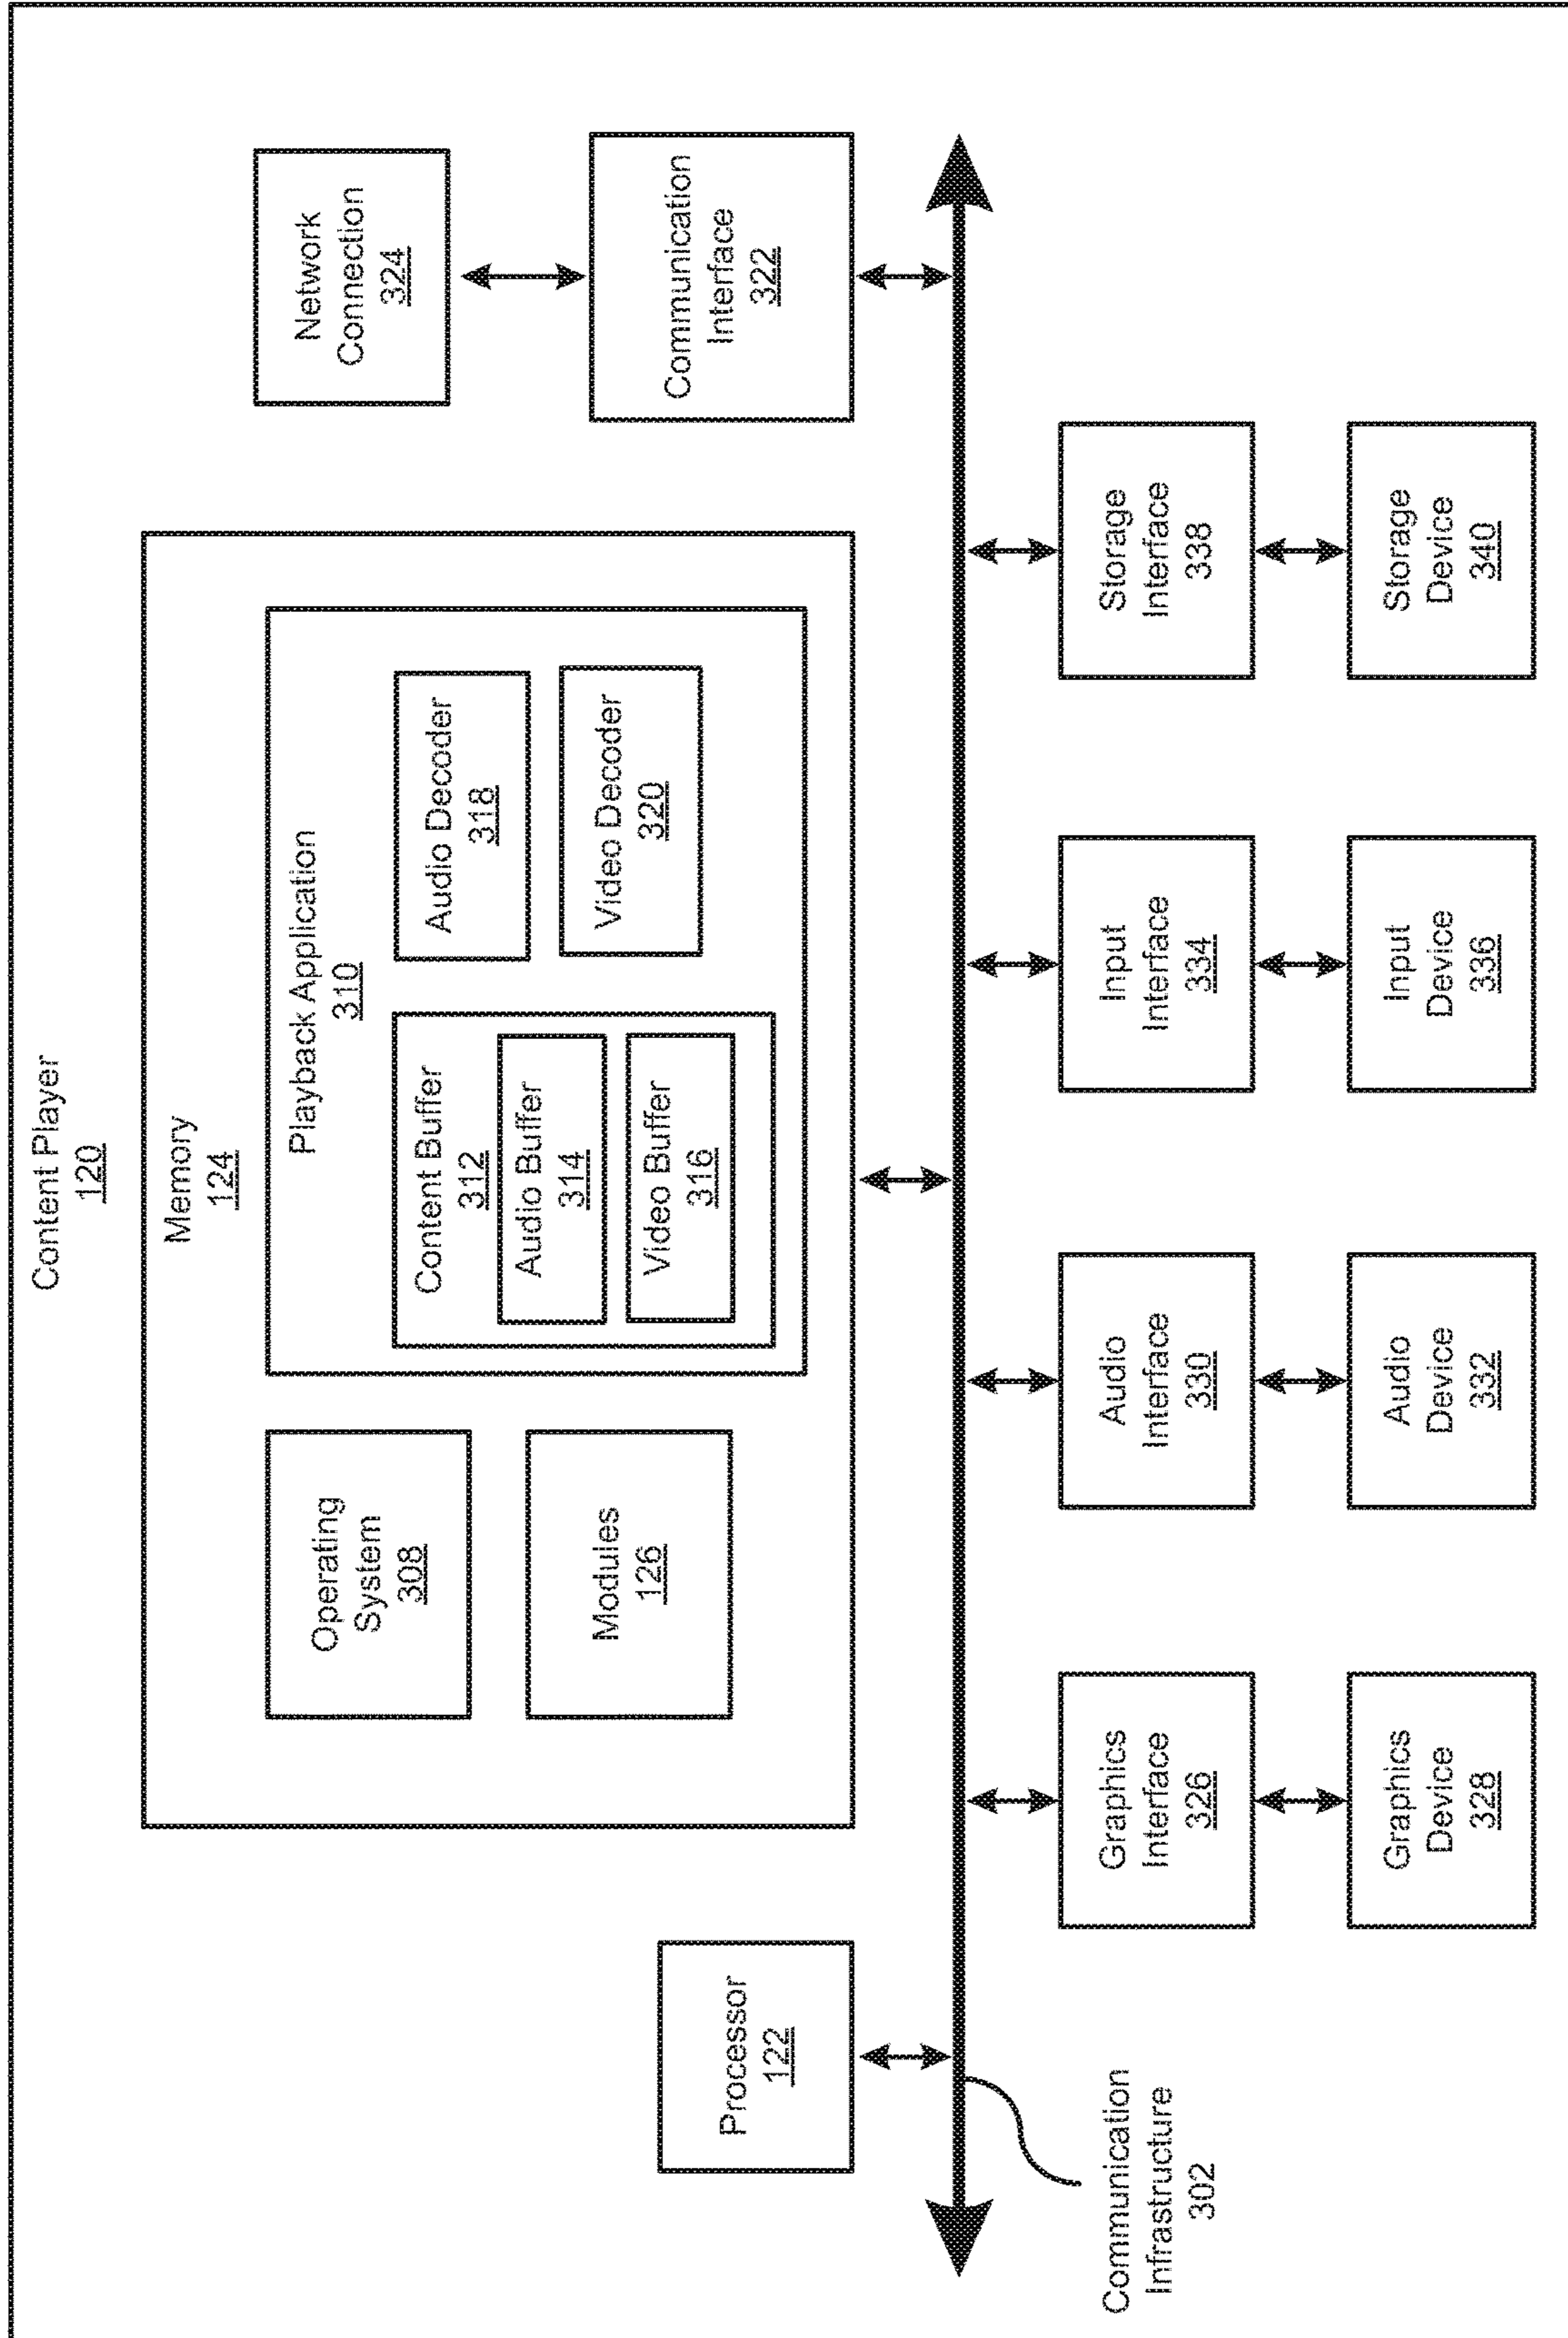 Content Player
120
Memory
124
Operating
System
308
Modules
126
Playback Application
310
Content Buffer
312
Audio Buffer
314
Video Buffer
316
Audio Decoder
318
Video Decoder
320
Network
Connection
324
Processor
122
Communication
Interface
322
Communication
Infrastructure
302
Graphics
Interface
326
Audio
Interface
330
Input
Interface
334
Storage
Interface
338
Graphics
Device
328
Audio
Device
332
Input
Device
336
Storage
Device
340